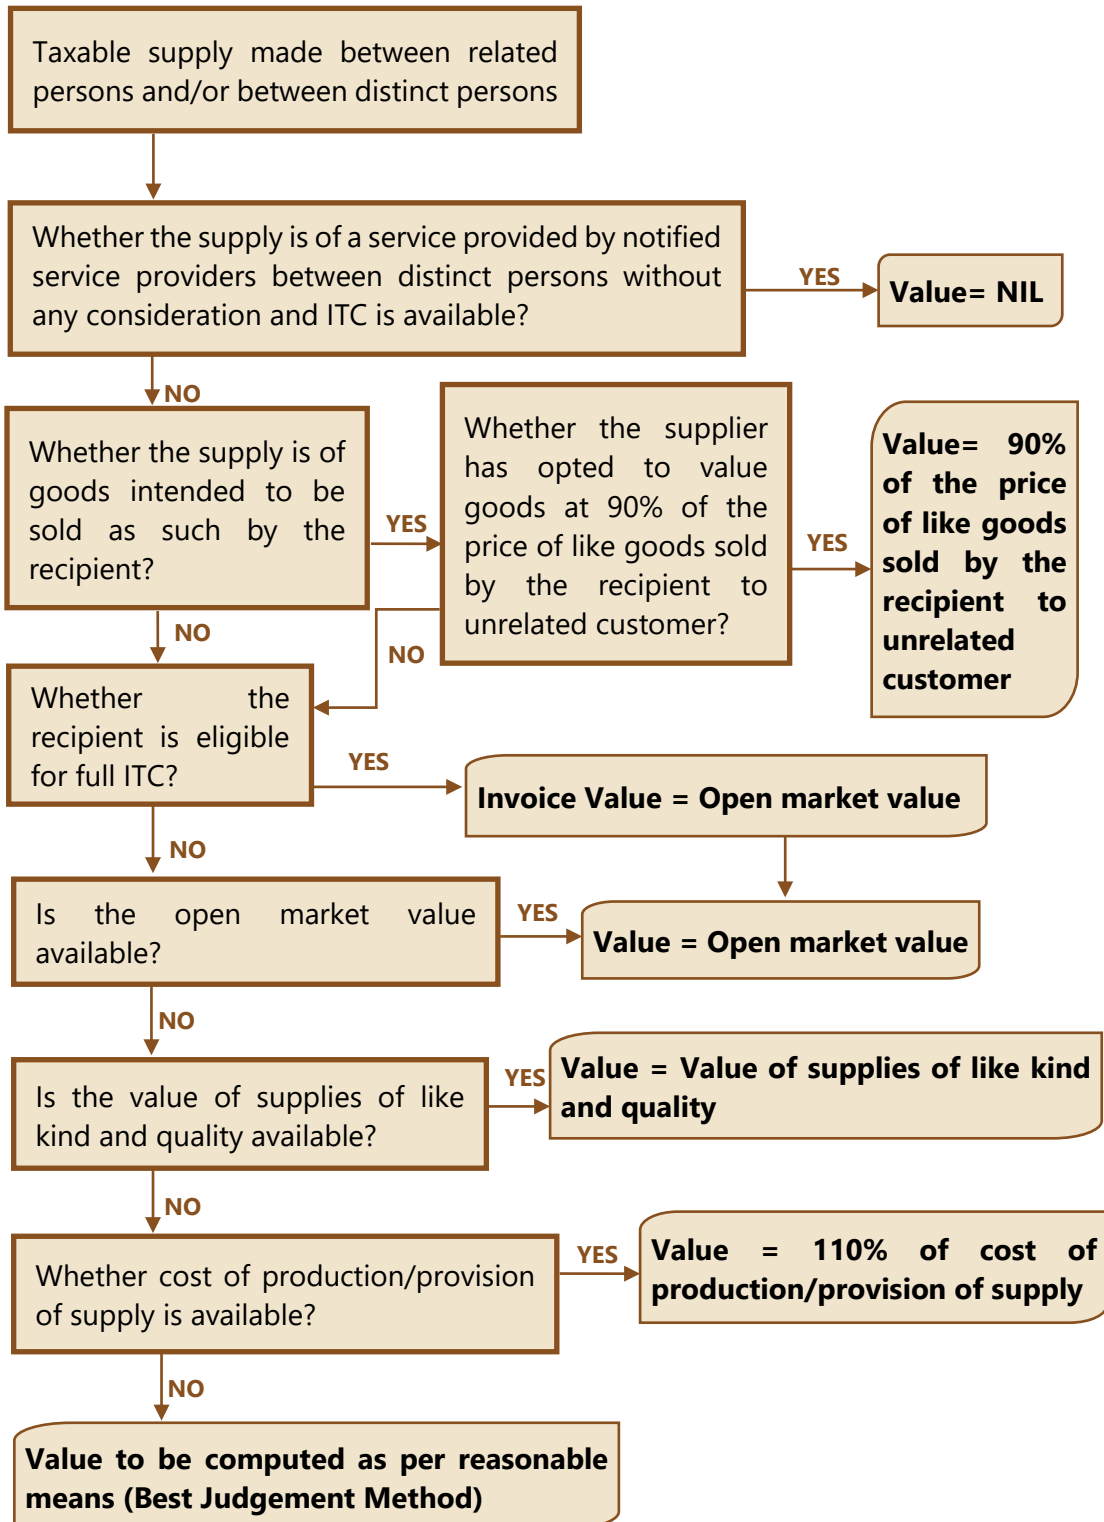 Taxable supply made between related
persons and/or between distinct persons
Whether the supply is of a service provided by notified
service providers between distinct persons without
any consideration and ITC is available?
YES
Value= NIL
NO
Whether the supply is of
goods intended to be
sold as such by the
recipient?
YES
Whether the supplier
has opted to value
goods at 90% of the
price of like goods sold
by the recipient to
unrelated customer?
YES
Value= 90%
of the price
of like goods
sold by the
recipient to
unrelated
customer
NO
NO
Whether the
recipient is eligible
for full ITC?
YES
Invoice Value = Open market value
NO
Is the open market value
available?
YES
Value = Open market value
NO
Is the value of supplies of like
kind and quality available?
YES
Value = Value of supplies of like kind
and quality
NO
Whether cost of production/provision
of supply is available?
YES
Value = 110% of cost of
production/provision of supply
NO
Value to be computed as per reasonable
means (Best Judgement Method)